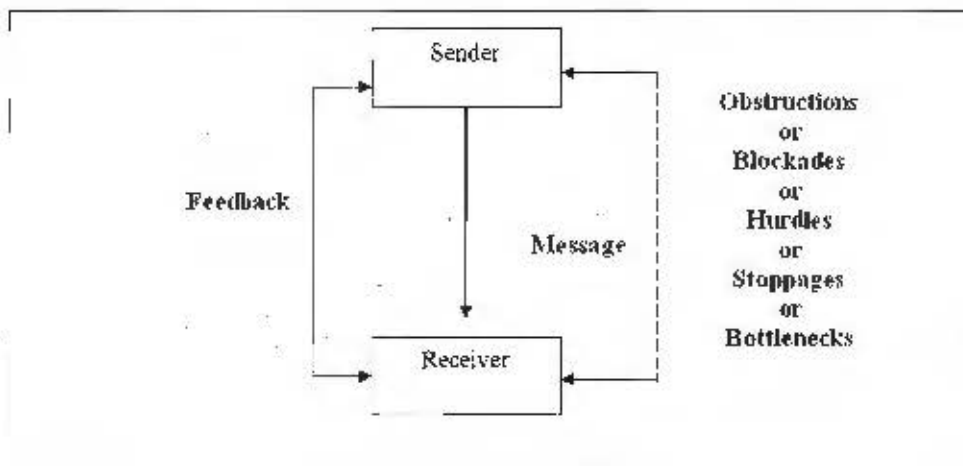 Sender
Feedback
Message
Obstructions
or
Blockades
or
Hurdles
or
Stoppages
or
Bottlenecks
Receiver